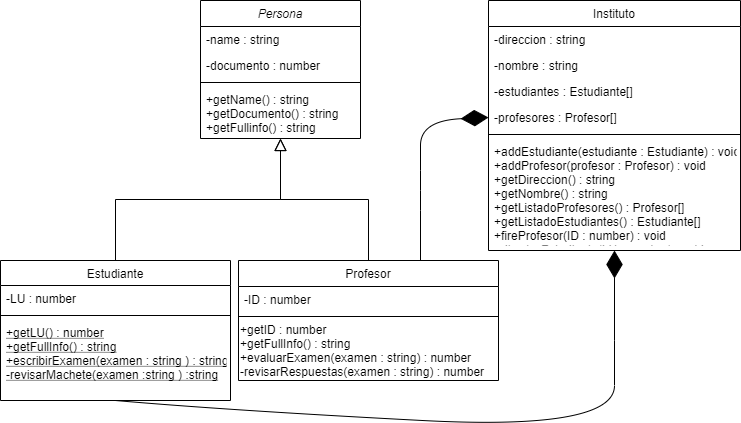 Persona
-name : string
-documento : number
+getName() : string
+getDocumento() : string
+getFullinfo() : string
Instituto
-direccion : string
-nombre : string
-estudiantes : Estudiante[]
-profesores : Profesor[]
+addEstudiante(estudiante : Estudiante) : void
+addProfesor(profesor : Profesor) : void
+getDireccion() : string
+getNombre() : string
+getListadoProfesores() : Profesor[]
+getListadoEstudiantes() : Estudiante[]
+fireProfesor(ID : number) : void
Estudiante
-LU : number
+getLU() : number
+getFullInfo() : string
+escribirExamen(examen : string ) : string
-revisarMachete(examen :string ) :string
Profesor
-ID : number
+getID : number
+getFullInfo() : string
+evaluarExamen(examen : string) : number
-revisarRespuestas(examen : string) : number